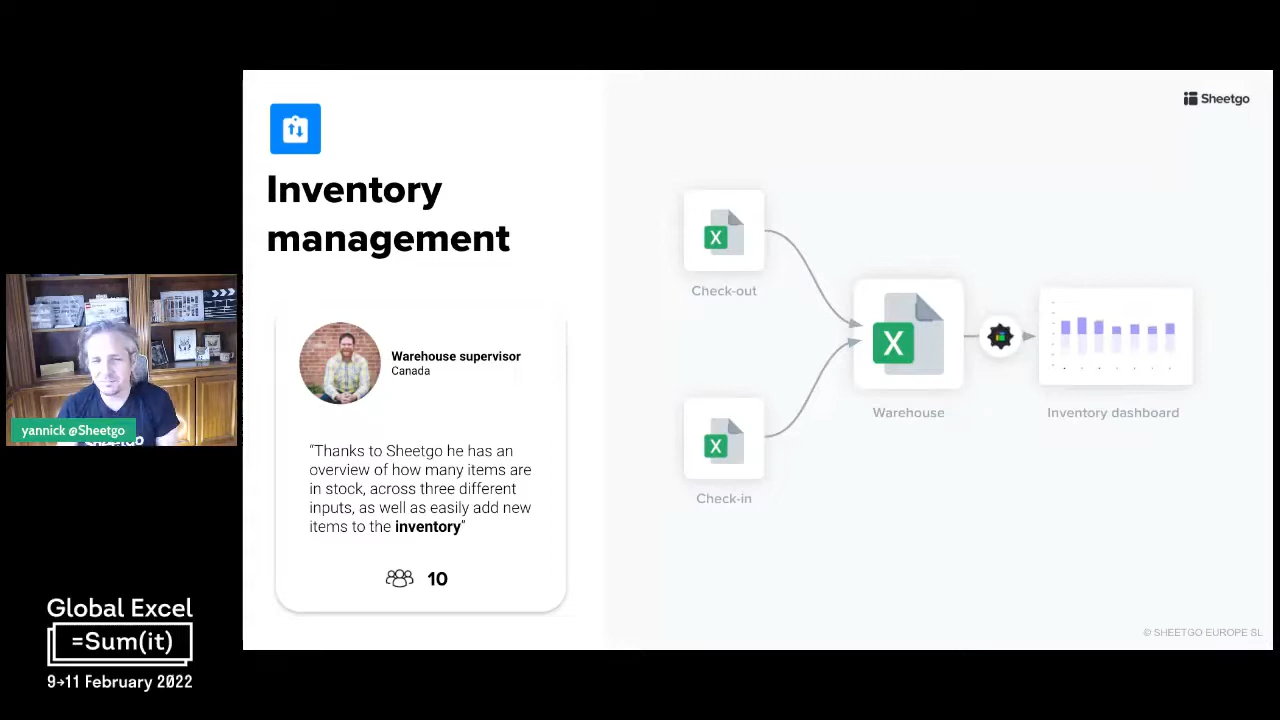 Sheetgo
Inventory
management
Check-out
X
Check-in
X
Warehouse
X
Inventory dashboard
Warehouse supervisor
Canada
“Thanks to Sheetgo he has an
overview of how many items are
in stock, across three different
inputs, as well as easily add new
items to the inventory”
10
yannick @Sheetgo
Global Excel
=Sum(it)
9→11 February 2022
© SHEETGO EUROPE SL